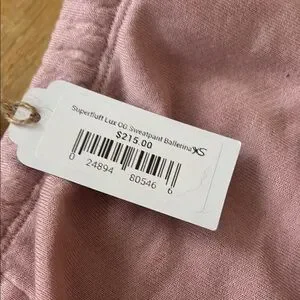 Superfluff Lux OG Sweatpant Ballerina XS
$215.00
0 24894 80546 6